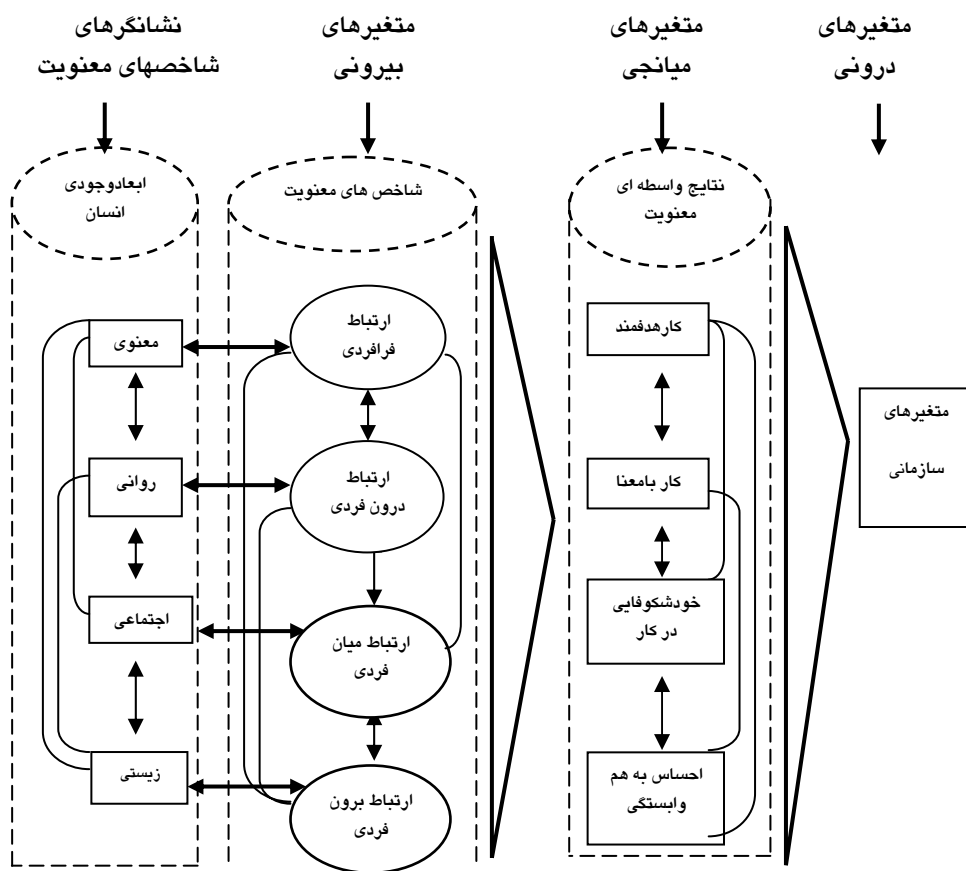 نشانگرهای
شاخصهای معنویت
متغیرهای
بیرونی
متغیرهای
میانجی
متغیرهای
درونی
ابعادوجودی
انسان
شاخص های معنویت
نتایج واسطه ای
معنویت
معنوی
روانی
اجتماعی
زیستی
ارتباط
فرافردی
ارتباط
درون فردی
ارتباط میان
فردی
ارتباط برون
فردی
کارهدفمند
کار بامعنا
خودشکوفایی
در کار
احساس به هم
وابستگی
متغیرهای
سازمانی